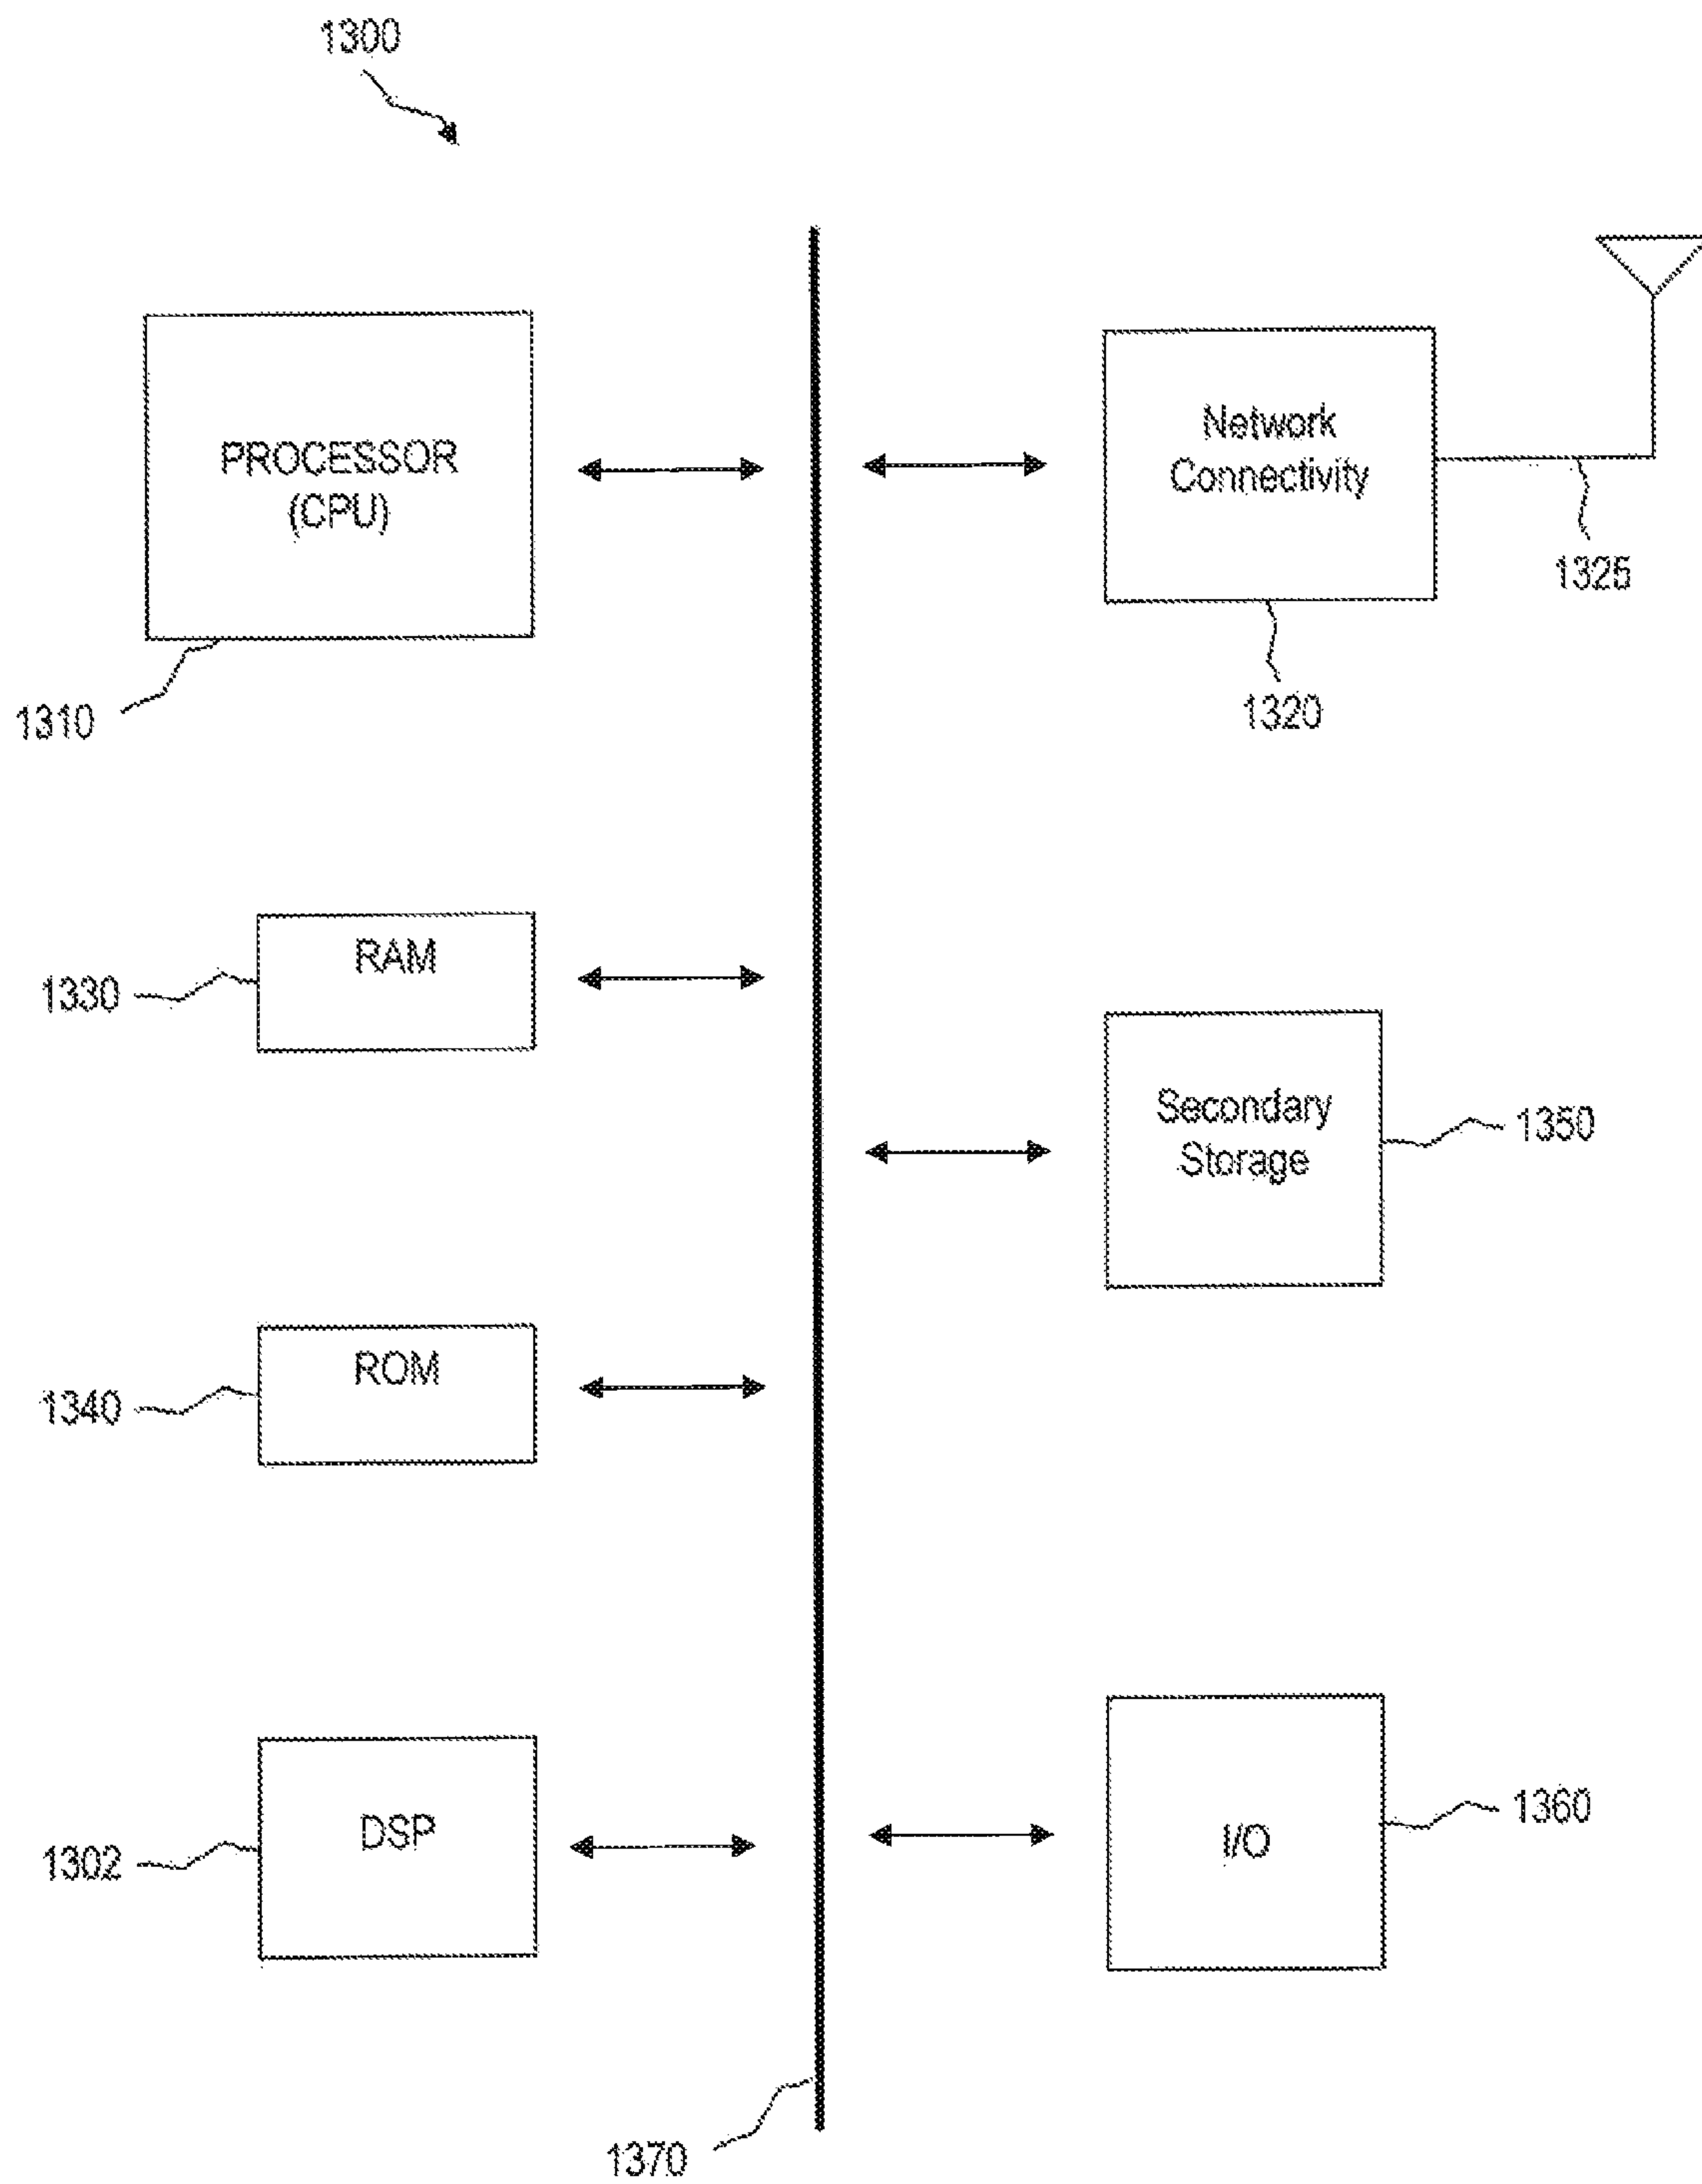 1300
PROCESSOR
(CPU)
1310
Network
Connectivity
1325
1320
RAM
1330
Secondary
Storage
1350
ROM
1340
DSP
1302
I/O
1360
1370